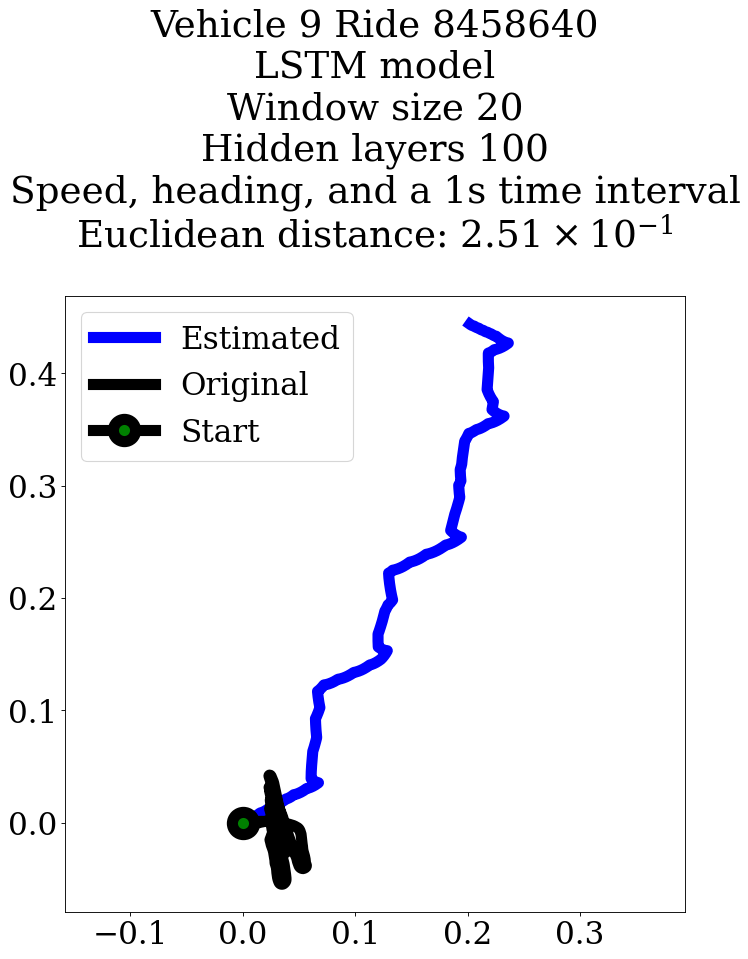 Vehicle 9 Ride 8458640
LSTM model
Window size 20
Hidden layers 100
Speed, heading, and a 1s time interval
Euclidean distance: 2.51 × 10⁻¹
Estimated
Original
Start
0.4
0.3
0.2
0.1
0.0
−0.1 0.0 0.1 0.2 0.3